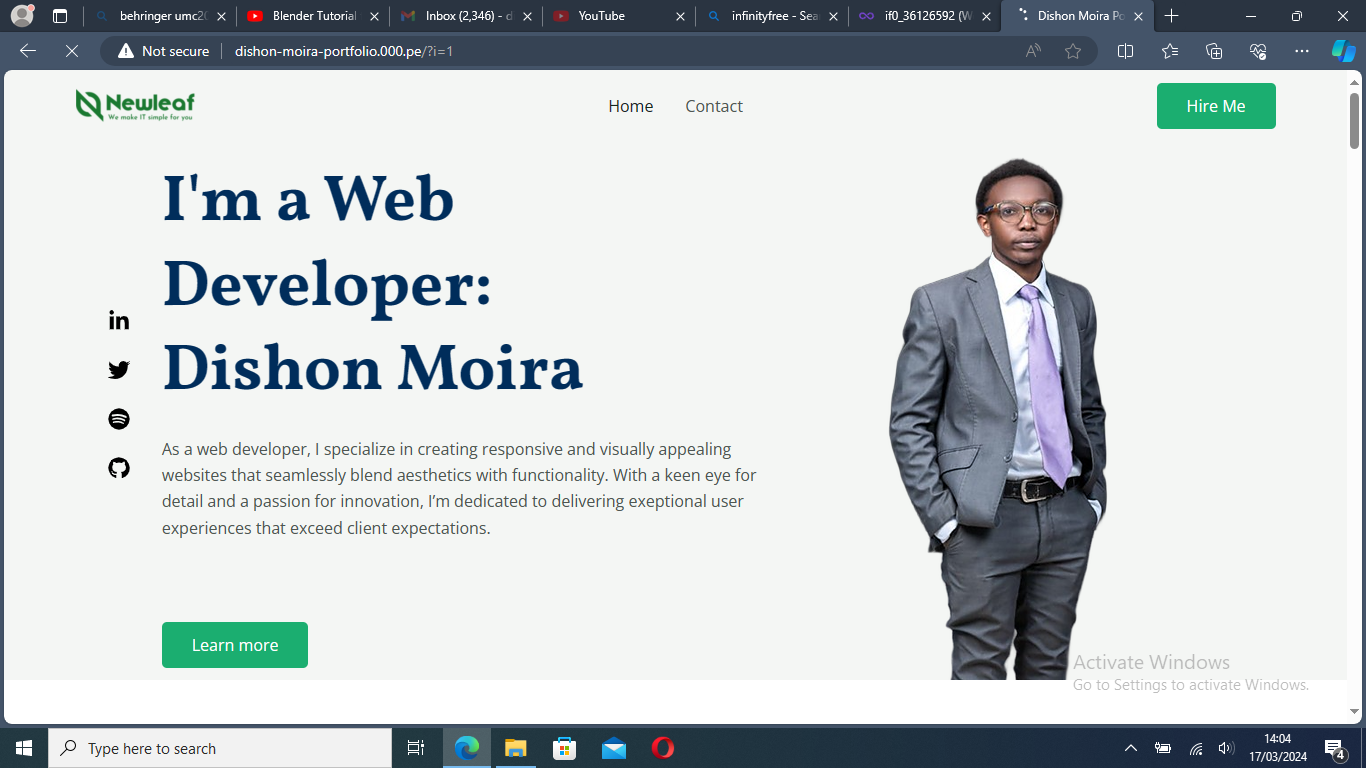 behringer umc20
Blender Tutorial
Inbox (2,346) - d
YouTube
infinityfree - Sea
if0_36126592 (W
Dishon Moira Po
Not secure
dishon-moira-portfolio.000.pe/?i=1
Newleaf
We make IT simple for you
Home
Contact
Hire Me
I'm a Web
Developer:
Dishon Moira
As a web developer, I specialize in creating responsive and visually appealing
websites that seamlessly blend aesthetics with functionality. With a keen eye for
detail and a passion for innovation, I’m dedicated to delivering exeptional user
experiences that exceed client expectations.
Learn more
Activate Windows
Go to Settings to activate Windows.
Type here to search
14:04
17/03/2024
4